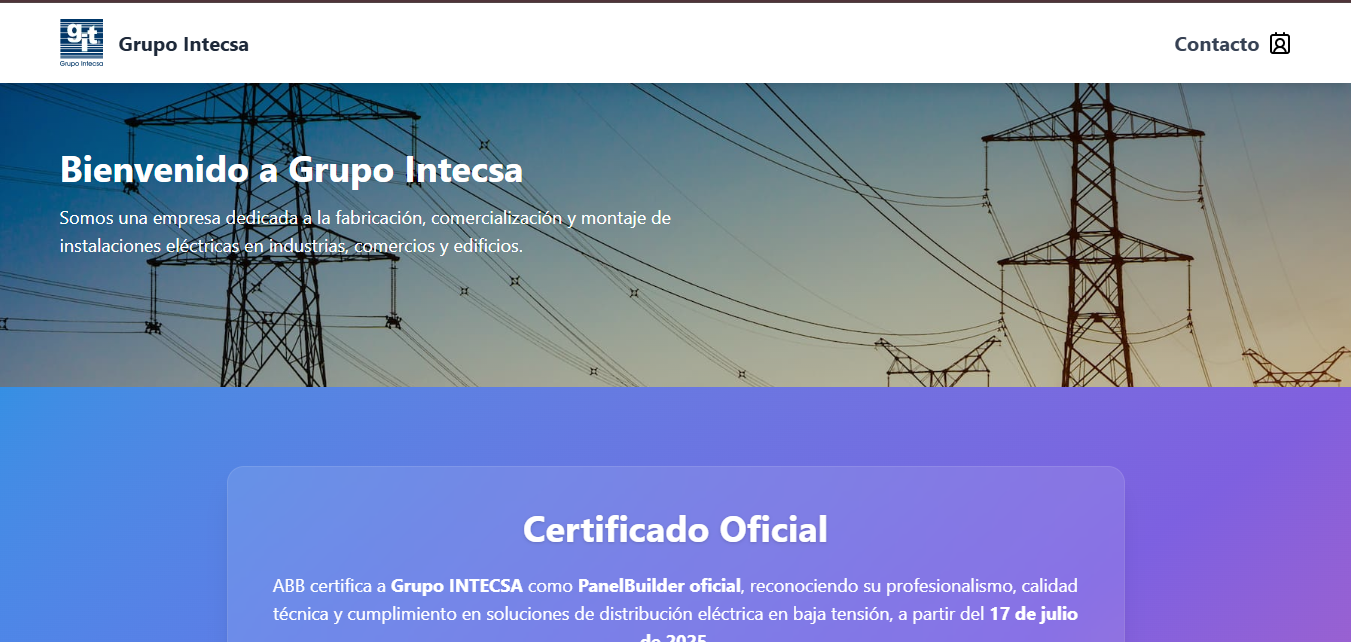 git
Grupo Intecsa
Grupo Intecsa
Contacto
Bienvenido a Grupo Intecsa
Somos una empresa dedicada a la fabricación, comercialización y montaje de
instalaciones eléctricas en industrias, comercios y edificios.
Certificado Oficial
ABB certifica a Grupo INTECSA como PanelBuilder oficial, reconociendo su profesionalismo, calidad
técnica y cumplimiento en soluciones de distribución eléctrica en baja tensión, a partir del 17 de julio
de 2025